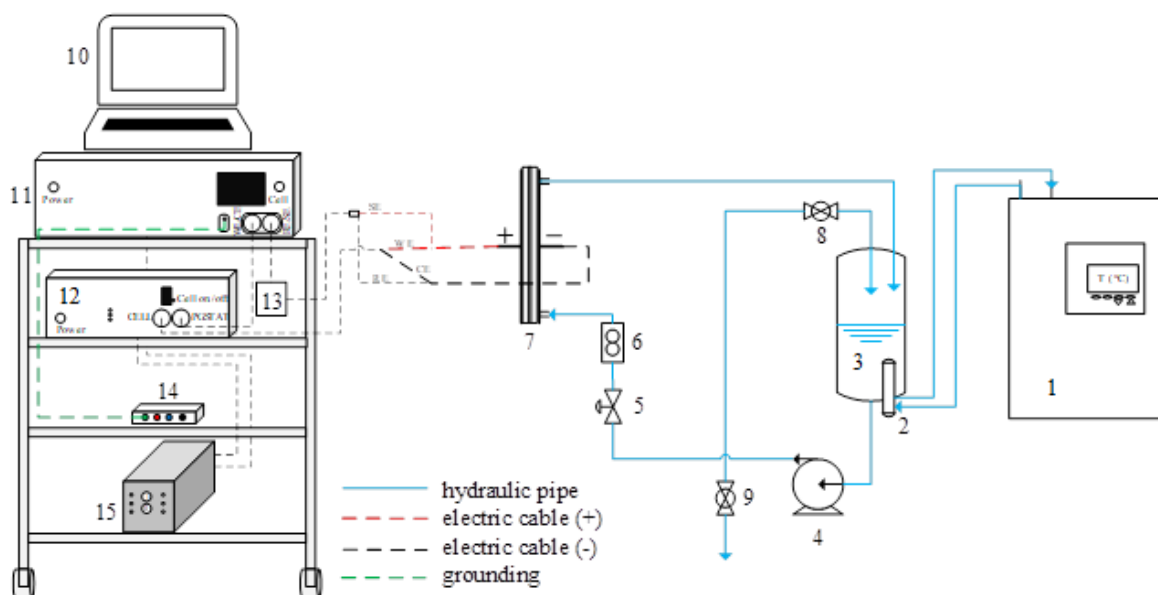 10
11
Power
Cell
SE
WE
CE
RE
12
Cell on/off
CELL
PGSTAT
Power
13
14
15
7
6
5
8
9
4
3
2
T (°C)
1
hydraulic pipe
electric cable (+)
electric cable (-)
grounding
+
−